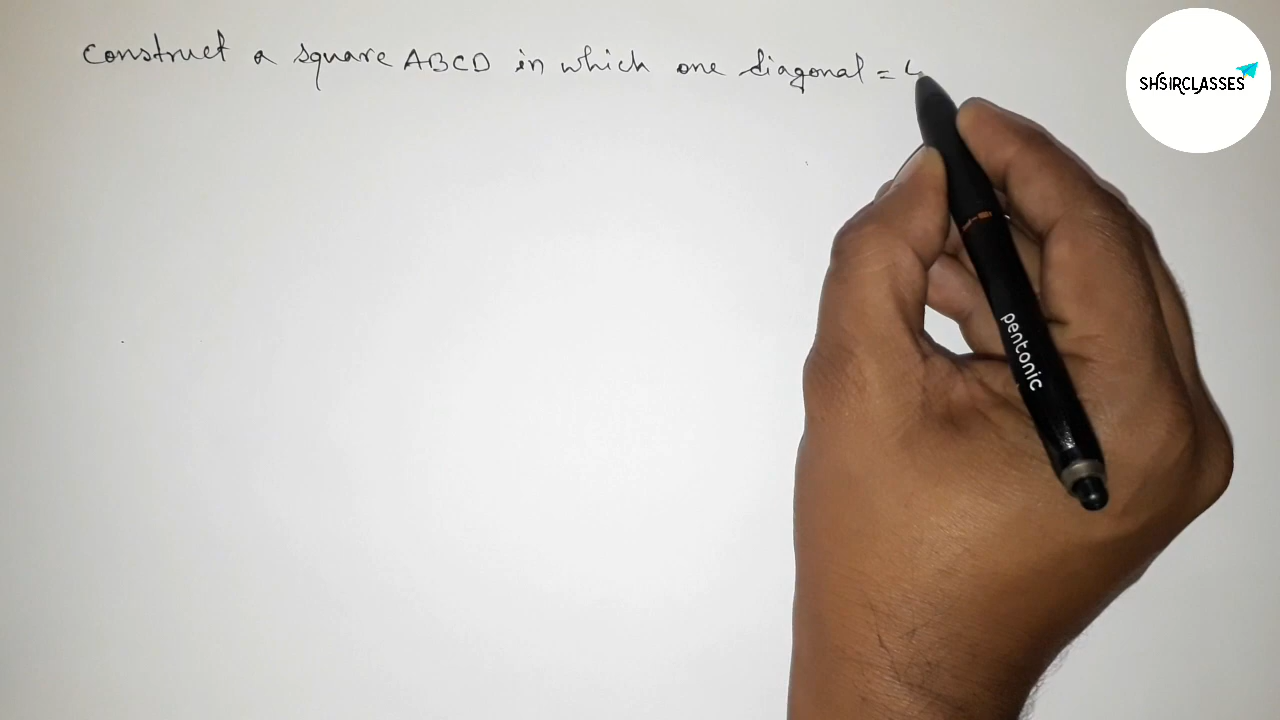 Construct a square ABCD in which one diagonal =
SHSIRCLASSES
pentonic